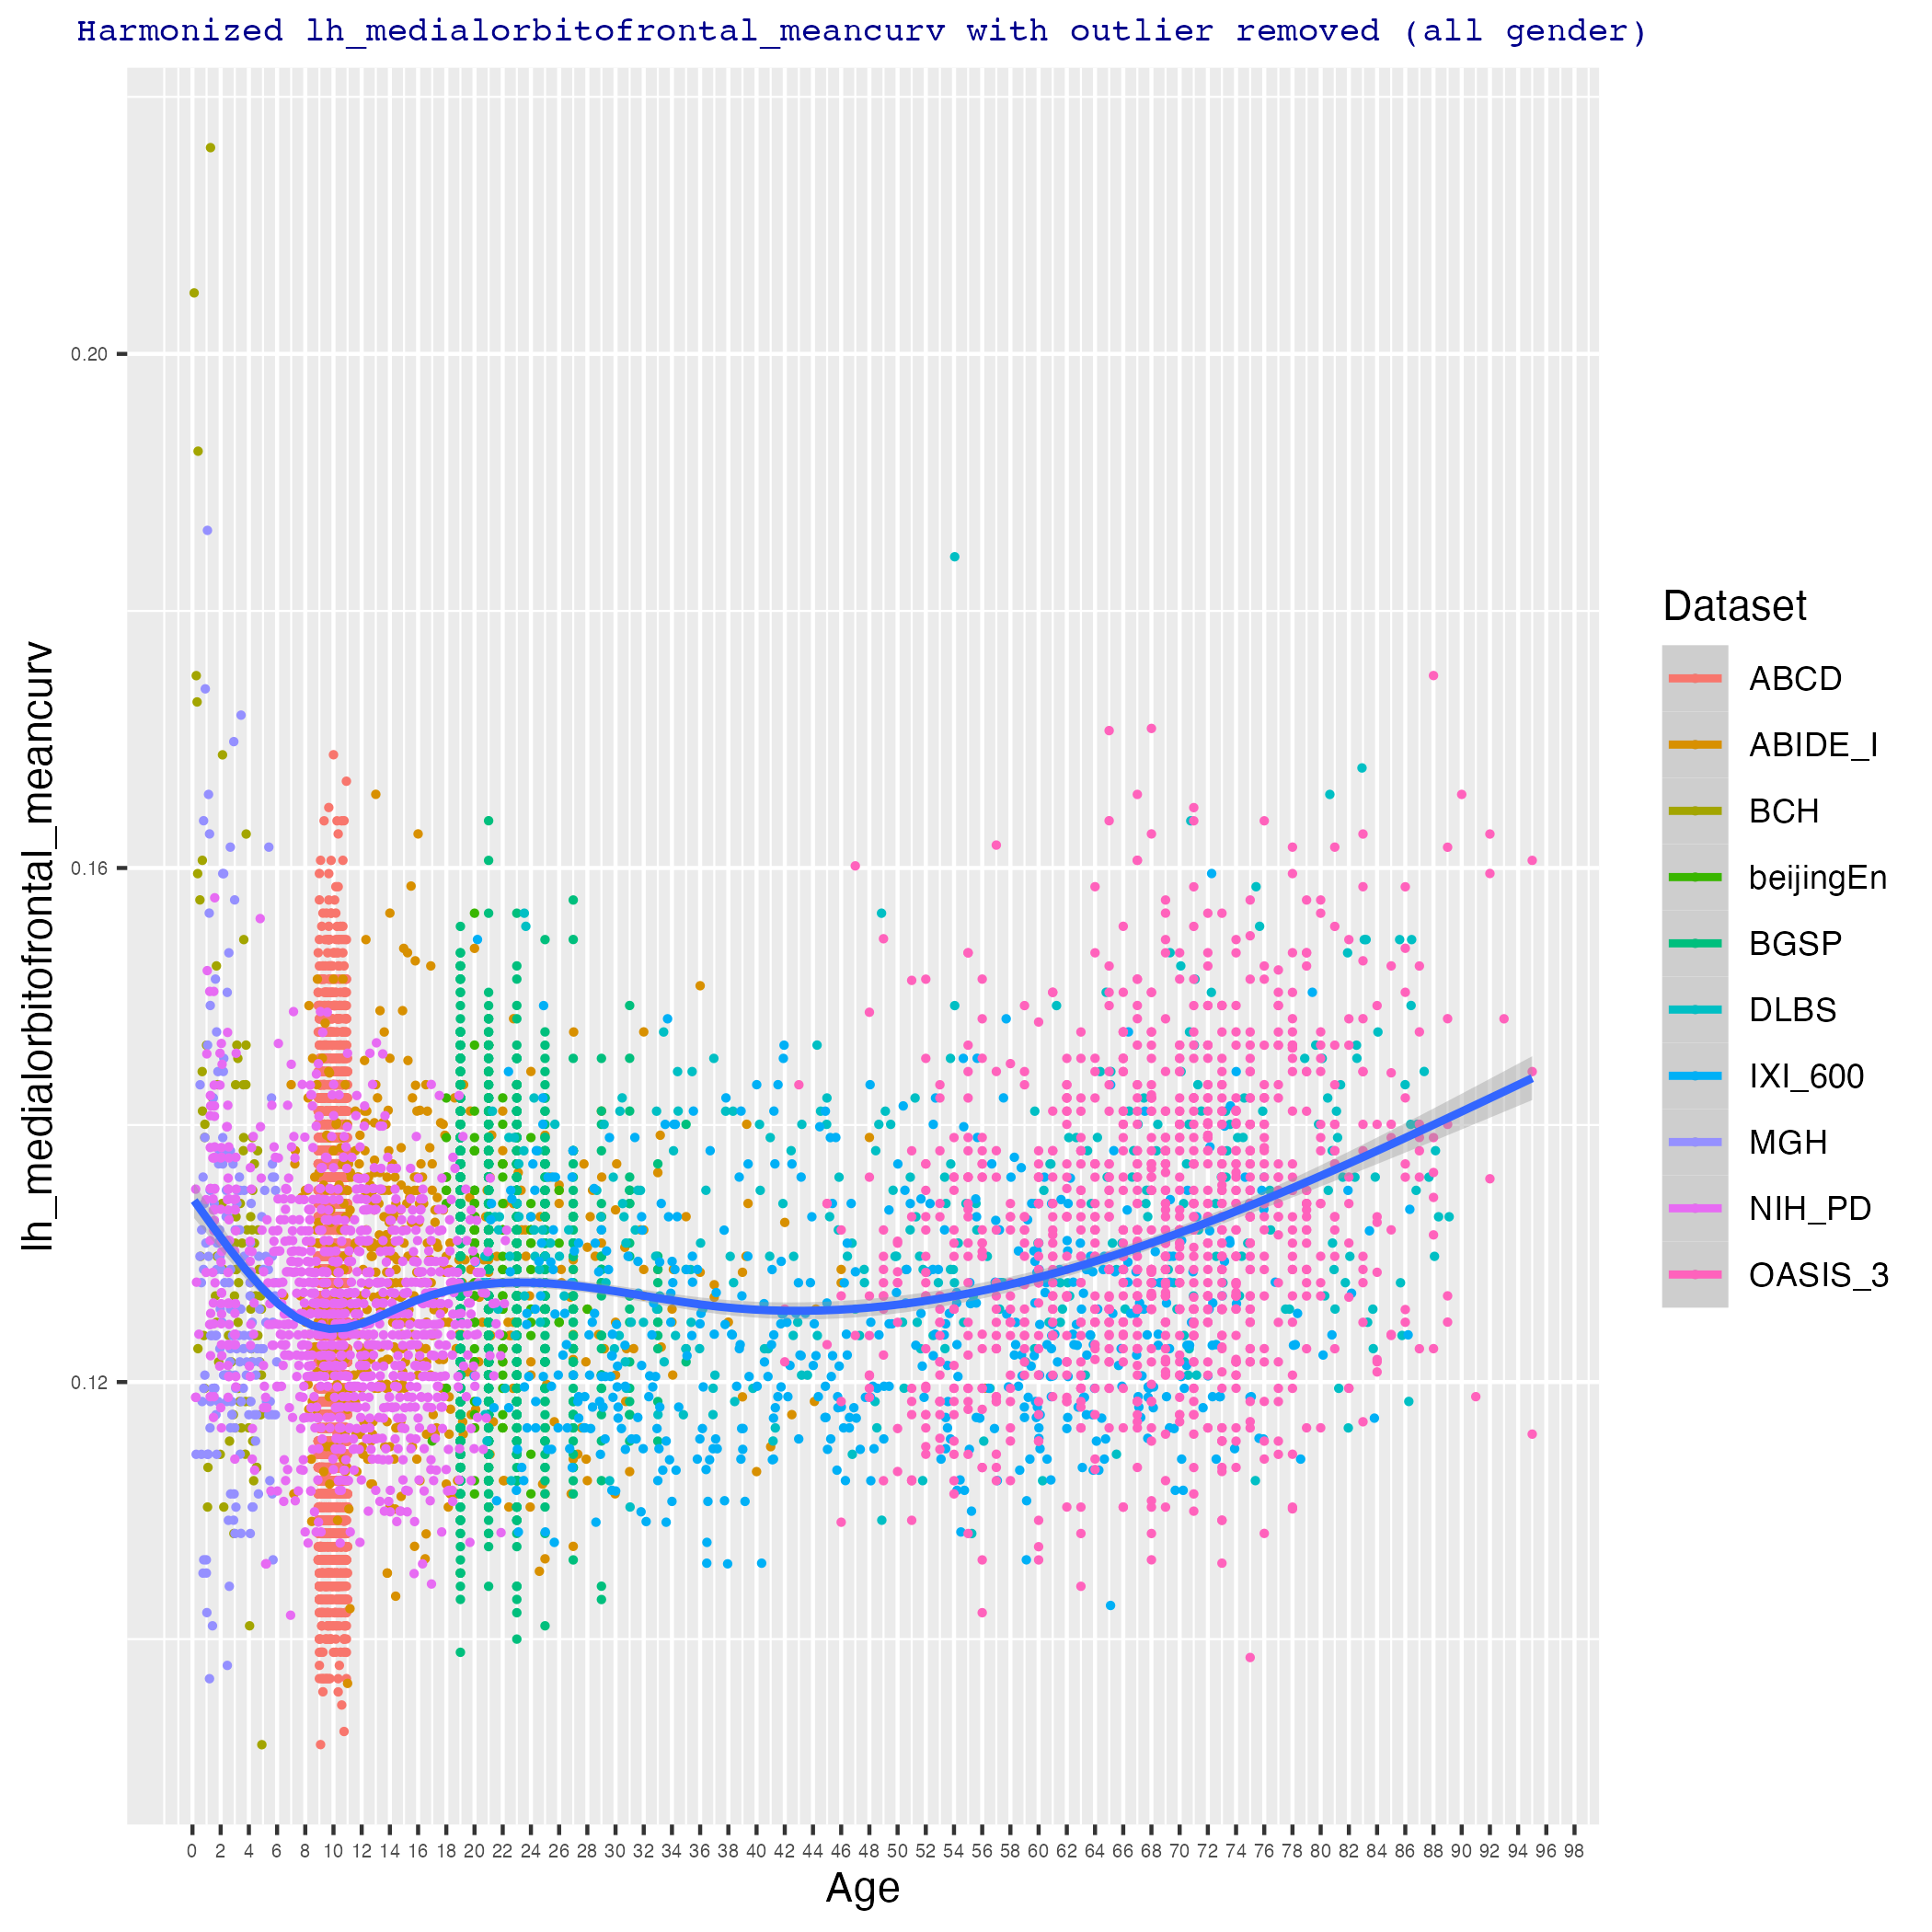 Harmonized lh_medialorbitofrontal_meancurv with outlier removed (all gender)
lh_medialorbitofrontal_meancurv
0.20
0.16
0.12
0 2 4 6 8 10 12 14 16 18 20 22 24 26 28 30 32 34 36 38 40 42 44 46 48 50 52 54 56 58 60 62 64 66 68 70 72 74 76 78 80 82 84 86 88 90 92 94 96 98
Age
Dataset
ABCD
ABIDE_I
BCH
beijingEn
BGSP
DLBS
IXI_600
MGH
NIH_PD
OASIS_3